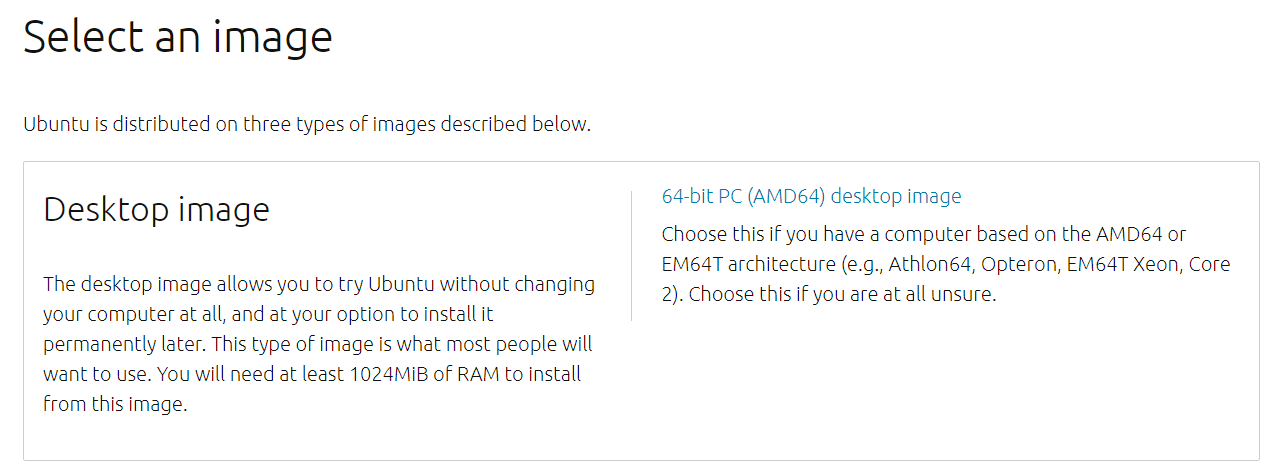 Select an image
Ubuntu is distributed on three types of images described below.
Desktop image
The desktop image allows you to try Ubuntu without changing
your computer at all, and at your option to install it
permanently later. This type of image is what most people will
want to use. You will need at least 1024MiB of RAM to install
from this image.
64-bit PC (AMD64) desktop image
Choose this if you have a computer based on the AMD64 or
EM64T architecture (e.g., Athlon64, Opteron, EM64T Xeon, Core
2). Choose this if you are at all unsure.